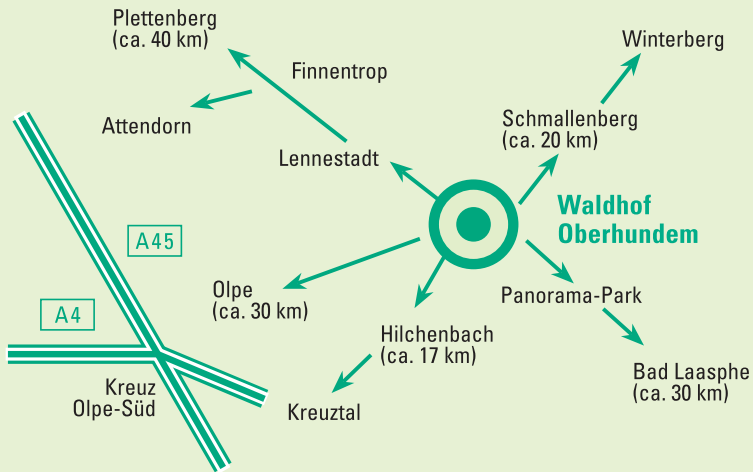 Plettenberg
(ca. 40 km)
Winterberg
Finnentrop
Attendorn
Schmallenberg
(ca. 20 km)
Lennestadt
Waldhof
Oberhundem
A45
Olpe
(ca. 30 km)
Panorama-Park
A4
Hilchenbach
(ca. 17 km)
Bad Laasphe
(ca. 30 km)
Kreuz
Olpe-Süd
Kreuztal